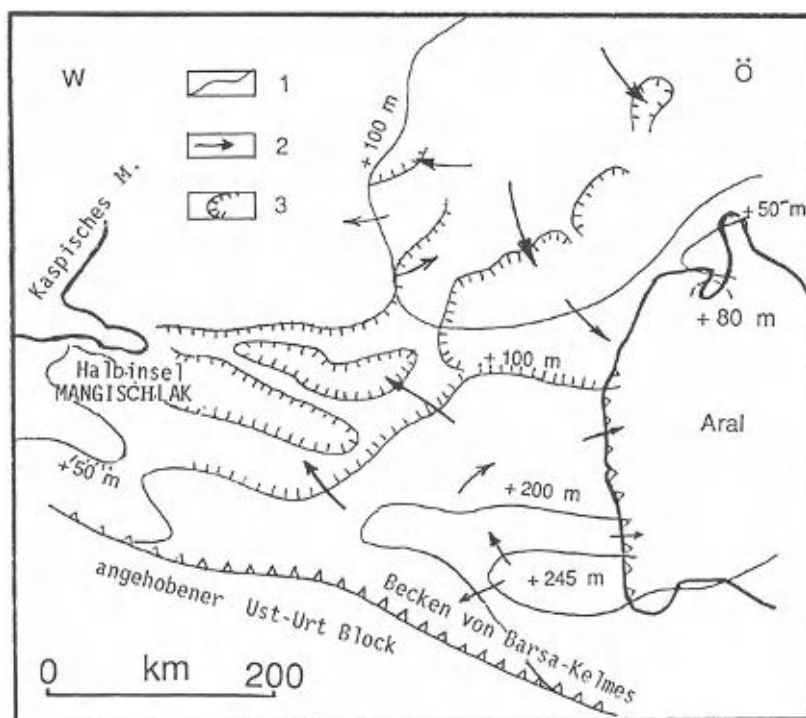 W
Ö
1
2
3
+100 m
Kaspisches M.
+50 m
+80 m
Halbinsel
MANGISCHLAK
+100 m
Aral
+50 m
+200 m
+245 m
angehobener Ust-Urt Block
Becken von Barsa-Kelmes
0 km 200